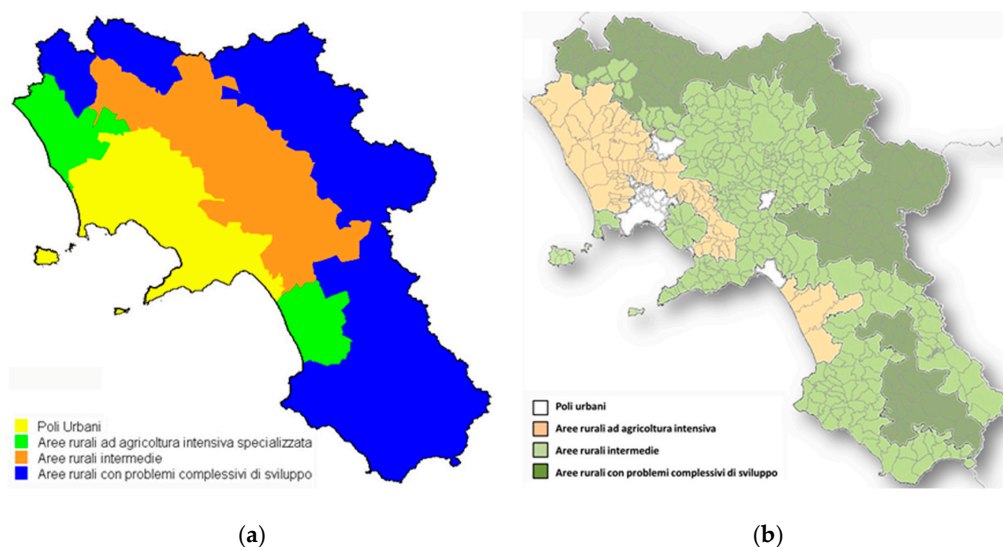 Poli Urbani
Aree rurali ad agricoltura intensiva specializzata
Aree rurali intermedie
Aree rurali con problemi complessivi di sviluppo
Poli urbani
Aree rurali ad agricoltura intensiva
Aree rurali intermedie
Aree rurali con problemi complessivi di sviluppo
(a)
(b)